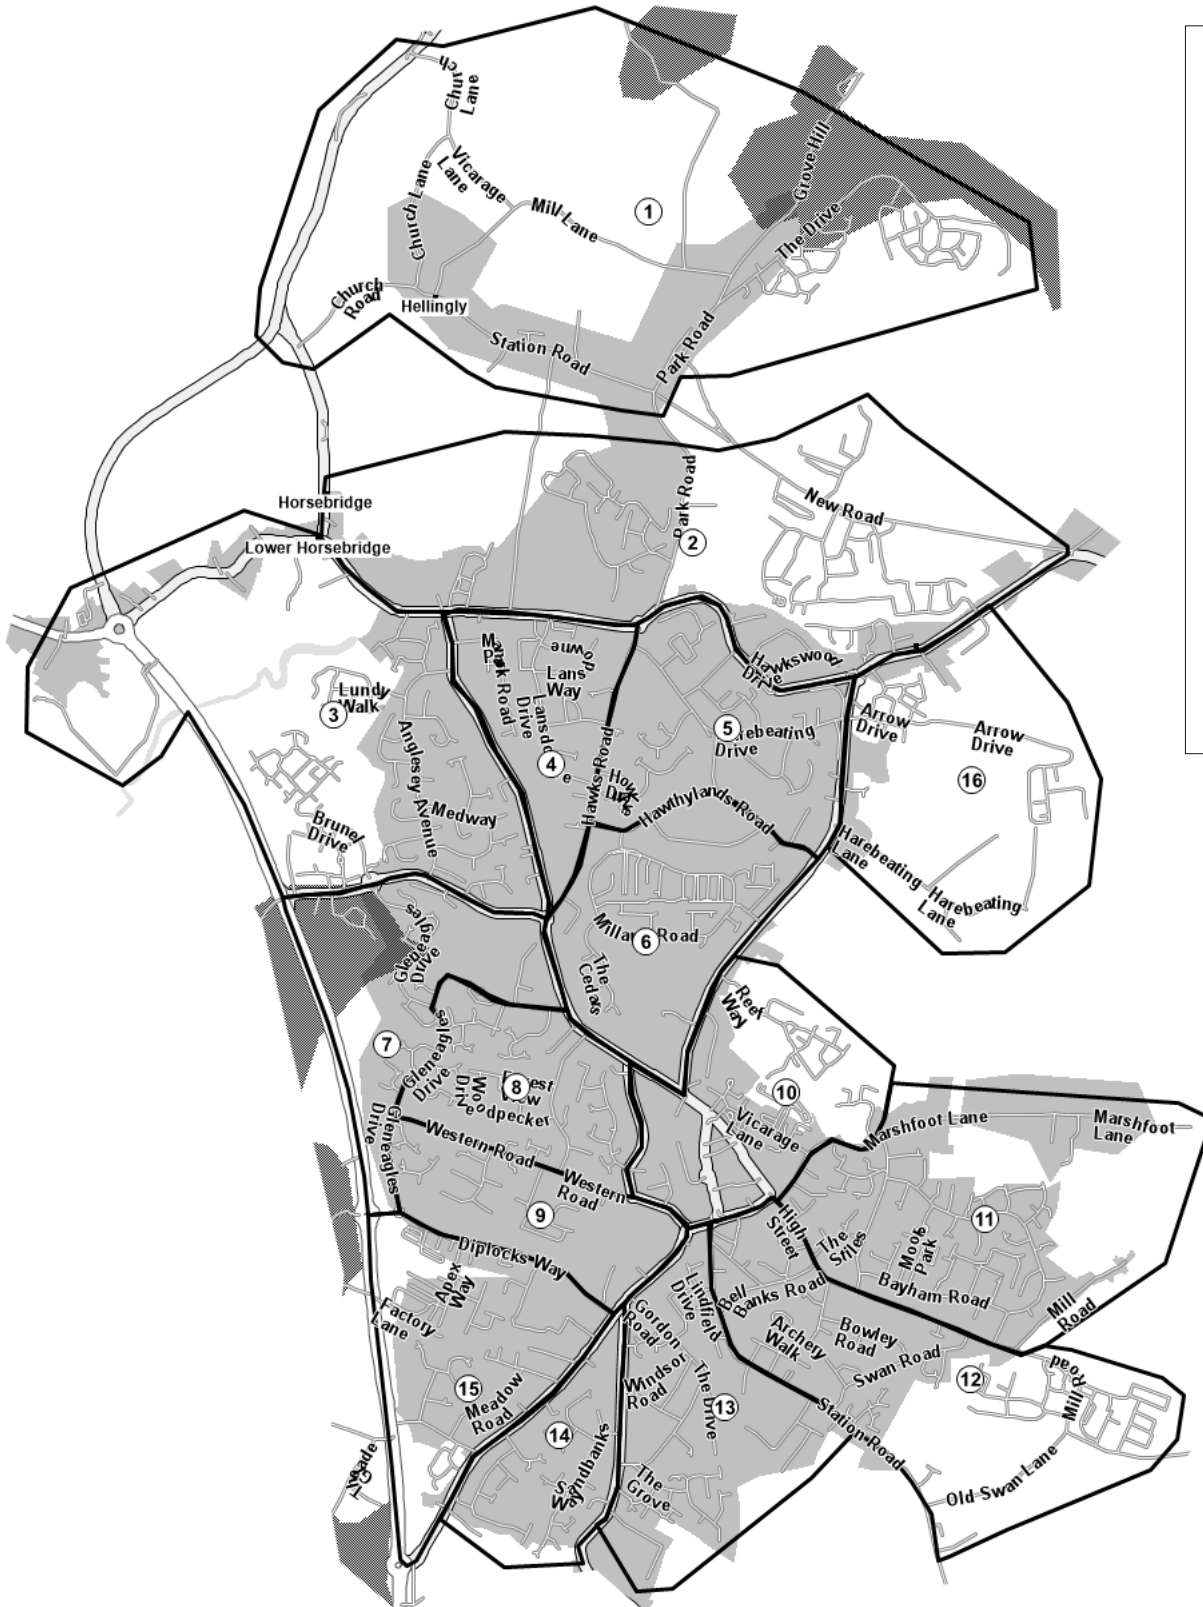 Church
Lane
Vicarage
Lane
Church Lane
Mill Lane
1
Grove Hill
The Drive
Church
Road
Hellingly
Station Road
Park Road
Horsebridge
Lower Horsebridge
Park Road
2
New Road
Hawkswood
Drive
Lundy
Walk
3
Lans
Way
Lansdowne
Drive
4
Hawks Road
5
Harebeating
Drive
Arrow
Drive
Arrow
Drive
16
Anglesey Avenue
Medway
Brunel
Drive
Hawthylands Road
Harebeating
Lane
Harebeating
Lane
Gleneagles
Drive
6
Road
The
Cedars
Reef
Way
7
Gleneagles
Drive
8
Forest
View
Woodpecker
Drive
10
Vicarage
Lane
Marshfoot Lane
Marshfoot
Lane
Gleneagles
Drive
Western Road
Western
Road
9
High
Street
The
Stiles
Park
11
Diplocks Way
Apex
Way
Factory
Lane
Lindfield
Drive
Bell
Banks Road
Bayham Road
Mill
Road
Gordon
Road
Archery
Walk
Bowley
Road
Swan Road
12
Mill Road
15
Meadow
Road
Windsor
Road
The Drive
13
Station Road
14
Sandbanks
Way
The
Grove
Old Swan Lane